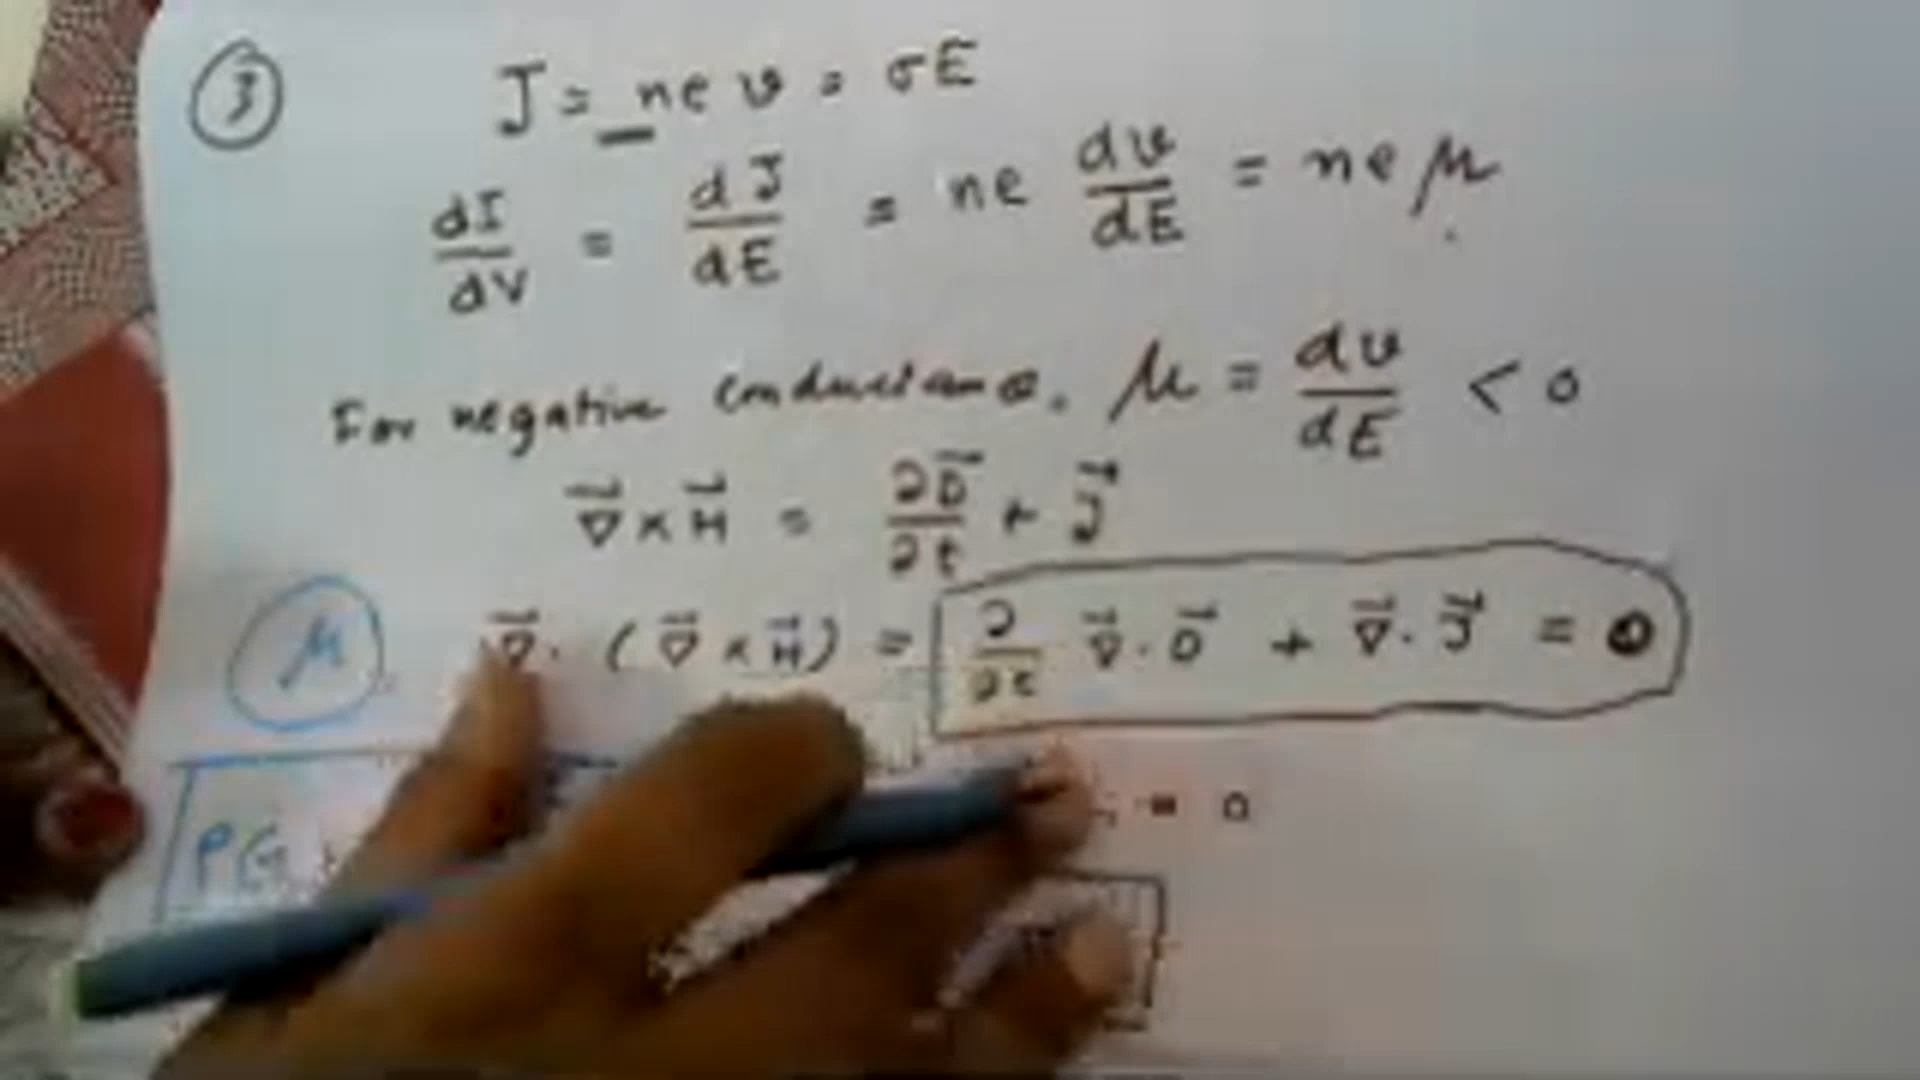 3
J = ne v = σE
dI/dV = dJ/dE = ne dv/dE = ne μ
For negative conductance, μ = dv/dE < 0
∇⃗ × H⃗ = ∂D⃗/∂t + J⃗
μ
∇⃗ · (∇⃗ × H⃗) = ∂/∂t ∇⃗ · D⃗ + ∇⃗ · J⃗ = 0
= 0